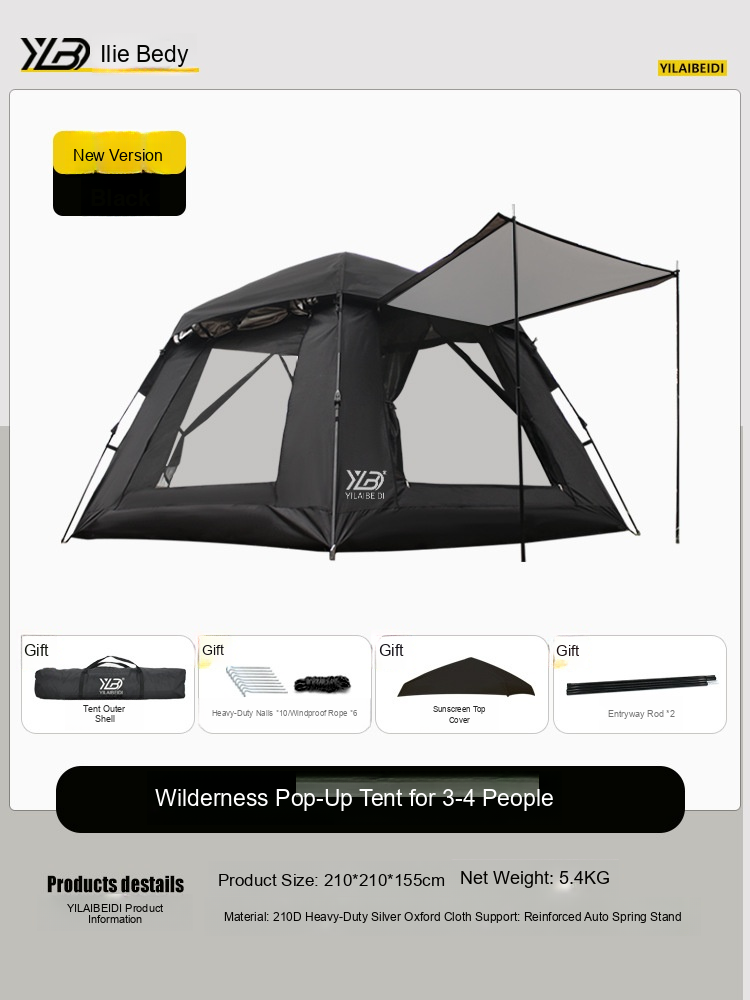 YLB Ilie Bedy
YILAIBEIDI
New Version
Black
YLB
YILAIBEIDI
Gift
YLB
YILAIBEIDI
Tent Outer
Shell
Gift
Heavy-Duty Nails *10/Windproof Rope *6
Gift
Sunscreen Top
Cover
Gift
Entryway Rod *2
Wilderness Pop-Up Tent for 3-4 People
Products destails
YILAIBEIDI Product
Information
Product Size: 210*210*155cm
Net Weight: 5.4KG
Material: 210D Heavy-Duty Silver Oxford Cloth Support: Reinforced Auto Spring Stand